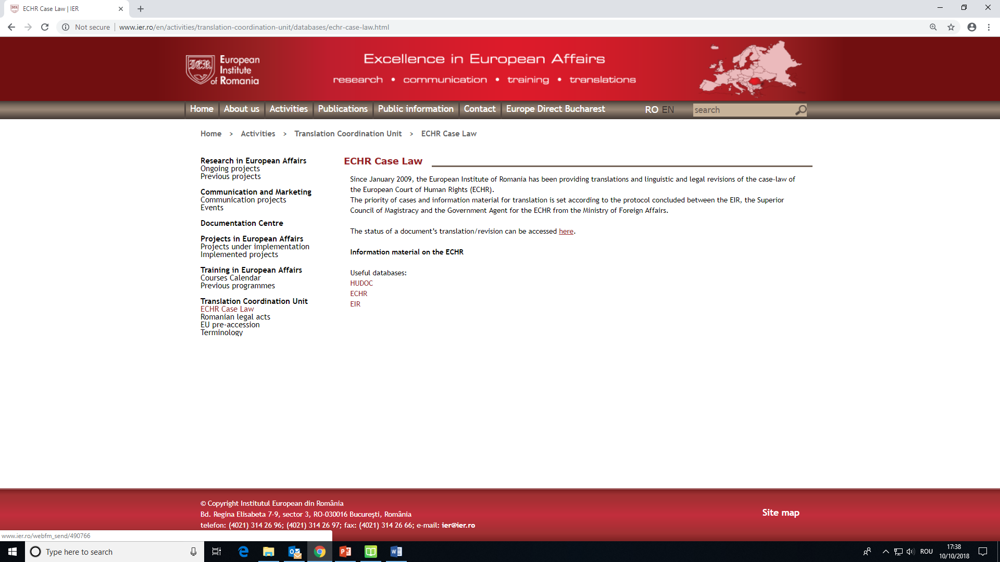 ECHR Case Law | IER
Not secure
www.ier.ro/en/activities/translation-coordination-unit/databases/echr-case-law.html
IER
European
Institute
of Romania
Excellence in European Affairs
research • communication • training • translations
Home
About us
Activities
Publications
Public information
Contact
Europe Direct Bucharest
RO EN
search
Home > Activities > Translation Coordination Unit > ECHR Case Law
Research in European Affairs
Ongoing projects
Previous projects
Communication and Marketing
Communication projects
Events
Documentation Centre
Projects in European Affairs
Projects under implementation
Implemented projects
Training in European Affairs
Courses Calendar
Previous programmes
Translation Coordination Unit
ECHR Case Law
Romanian legal acts
EU pre-accession
Terminology
ECHR Case Law
Since January 2009, the European Institute of Romania has been providing translations and linguistic and legal revisions of the case-law of
the European Court of Human Rights (ECHR).
The priority of cases and information material for translation is set according to the protocol concluded between the EIR, the Superior
Council of Magistracy and the Government Agent for the ECHR from the Ministry of Foreign Affairs.
The status of a document’s translation/revision can be accessed here.
Information material on the ECHR
Useful databases:
HUDOC
ECHR
EIR
© Copyright Institutul European din România
Bd. Regina Elisabeta 7-9, sector 3, RO-030016 Bucureşti, România
telefon: (4021) 314 26 96; (4021) 314 26 97; fax: (4021) 314 26 66; e-mail: ier@ier.ro
Site map
www.ier.ro/webfm_send/490766
Type here to search
ROU
17:38
10/10/2018